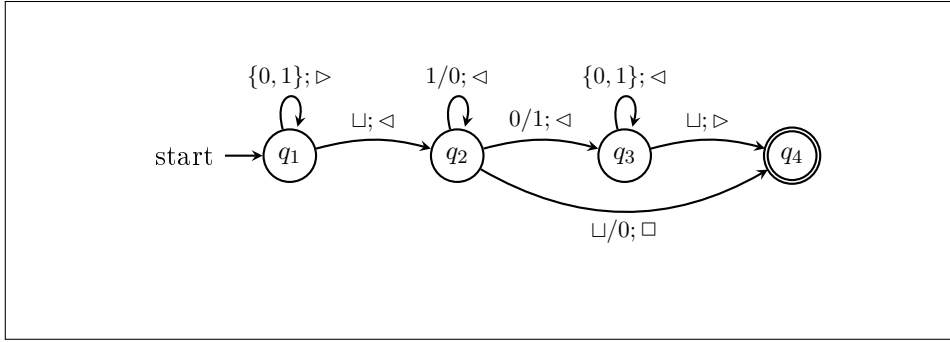 {0, 1}; ▷
1/0; ◁
{0, 1}; ◁
⊔; ◁
0/1; ◁
⊔; ▷
start
q₁
q₂
q₃
q₄
⊔/0; □